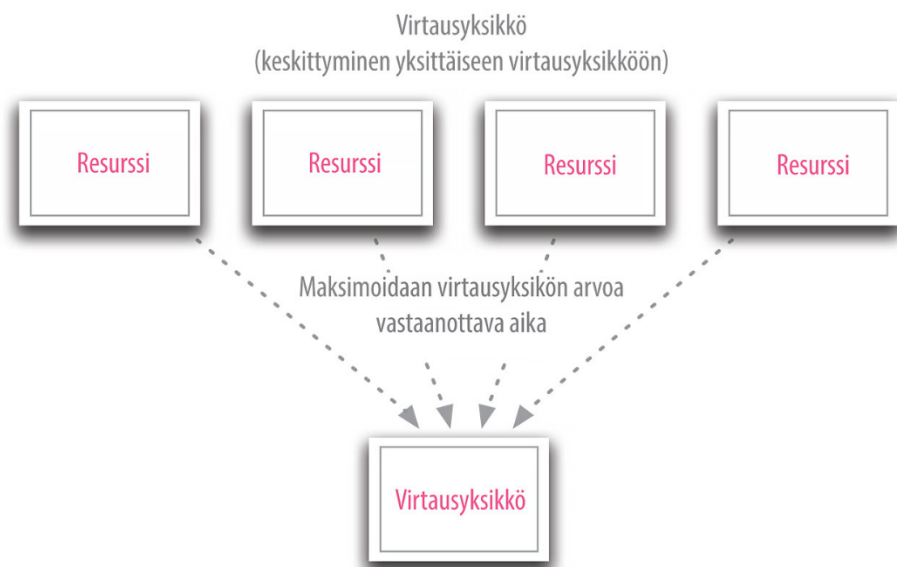 Virtausyksikkö
(keskittyminen yksittäiseen virtausyksikköön)
Resurssi
Resurssi
Resurssi
Resurssi
Maksimoidaan virtausyksikön arvoa
vastaanottava aika
Virtausyksikkö